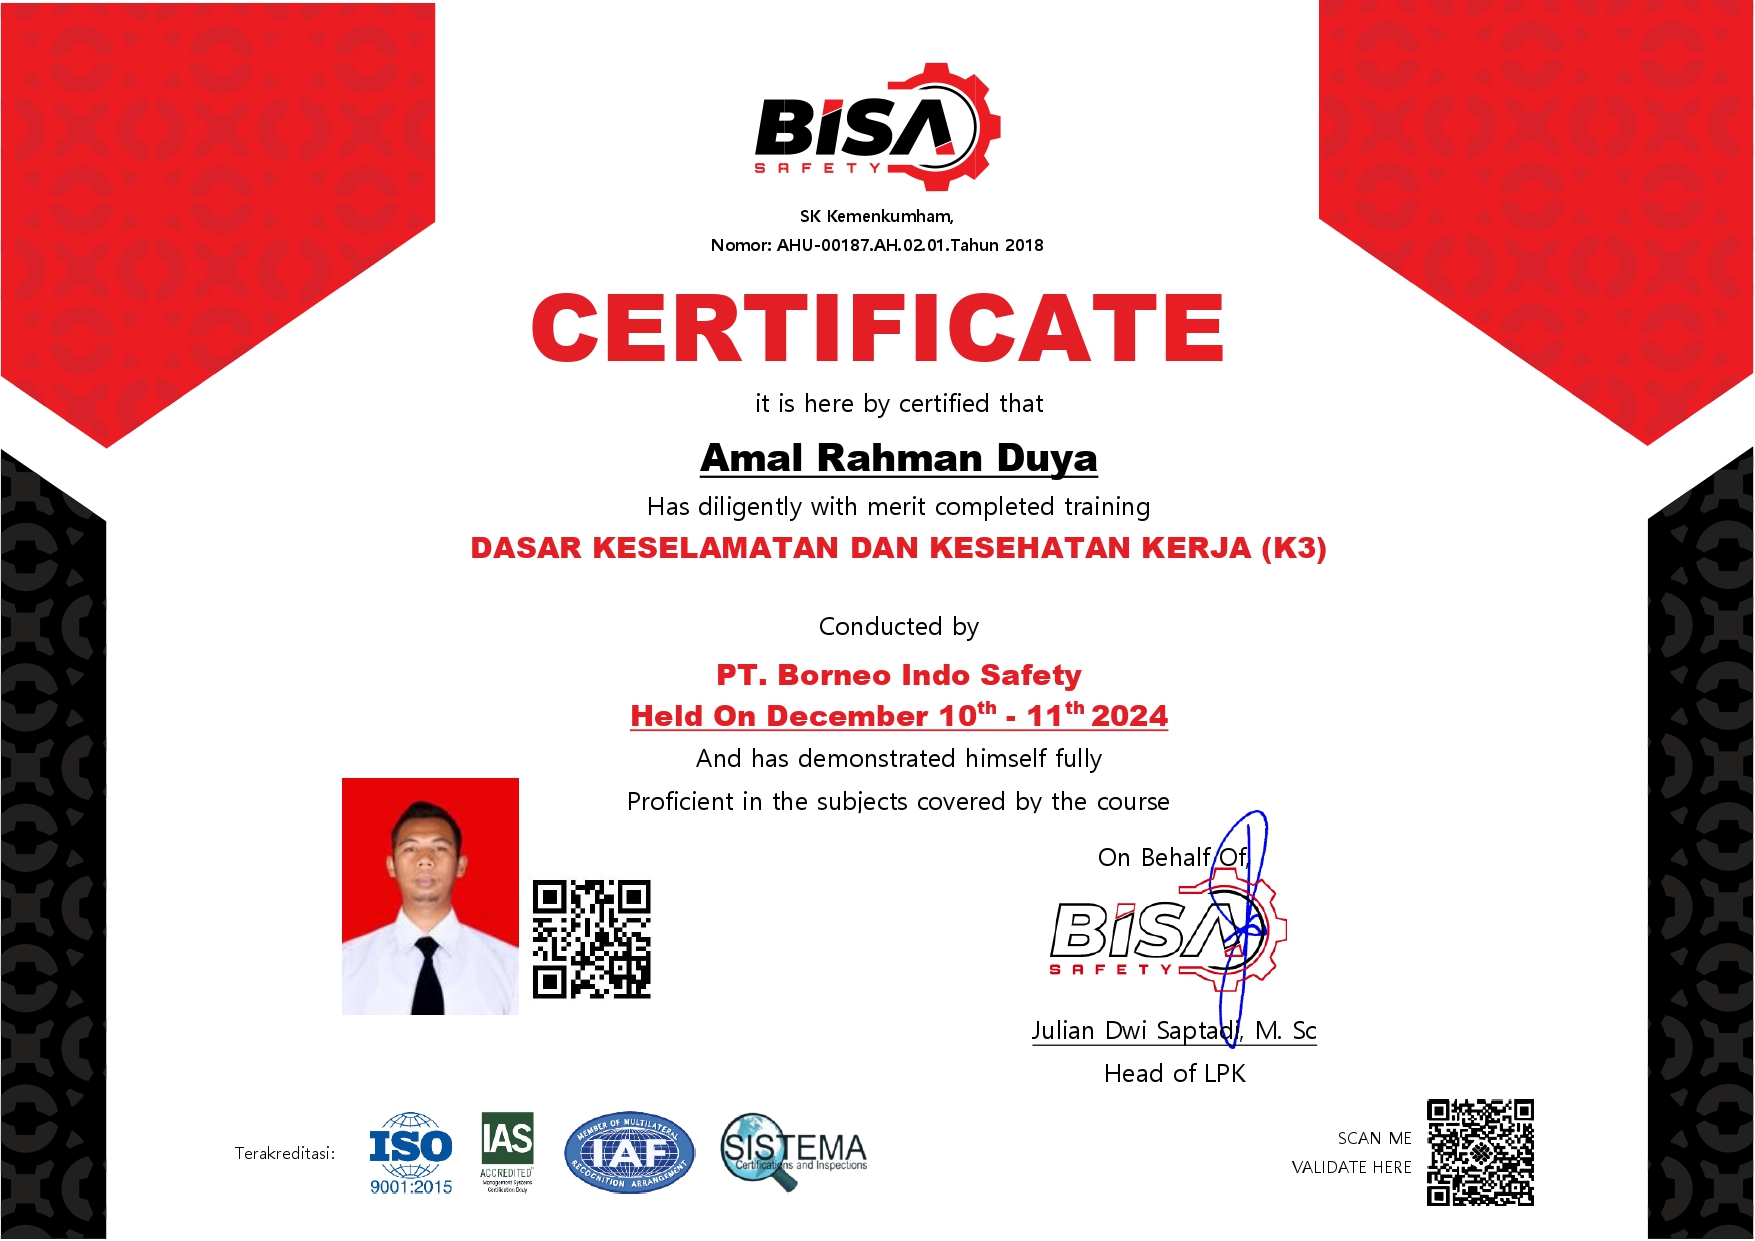 BISA
SAFETY
SK Kemenkumham,
Nomor: AHU-00187.AH.02.01.Tahun 2018
CERTIFICATE
it is here by certified that
Amal Rahman Duya
Has diligently with merit completed training
DASAR KESELAMATAN DAN KESEHATAN KERJA (K3)
Conducted by
PT. Borneo Indo Safety
Held On December 10th - 11th 2024
And has demonstrated himself fully
Proficient in the subjects covered by the course
On Behalf Of,
BISA
SAFETY
Julian Dwi Saptadi, M. Sc
Head of LPK
Terakreditasi:
ISO
9001:2015
IAS
ACCREDITED
Management Systems
Certification Body
MEMBER OF MULTILATERAL
IAF
RECOGNITION ARRANGEMENT
SISTEMA
Certifications and Inspections
SCAN ME
VALIDATE HERE